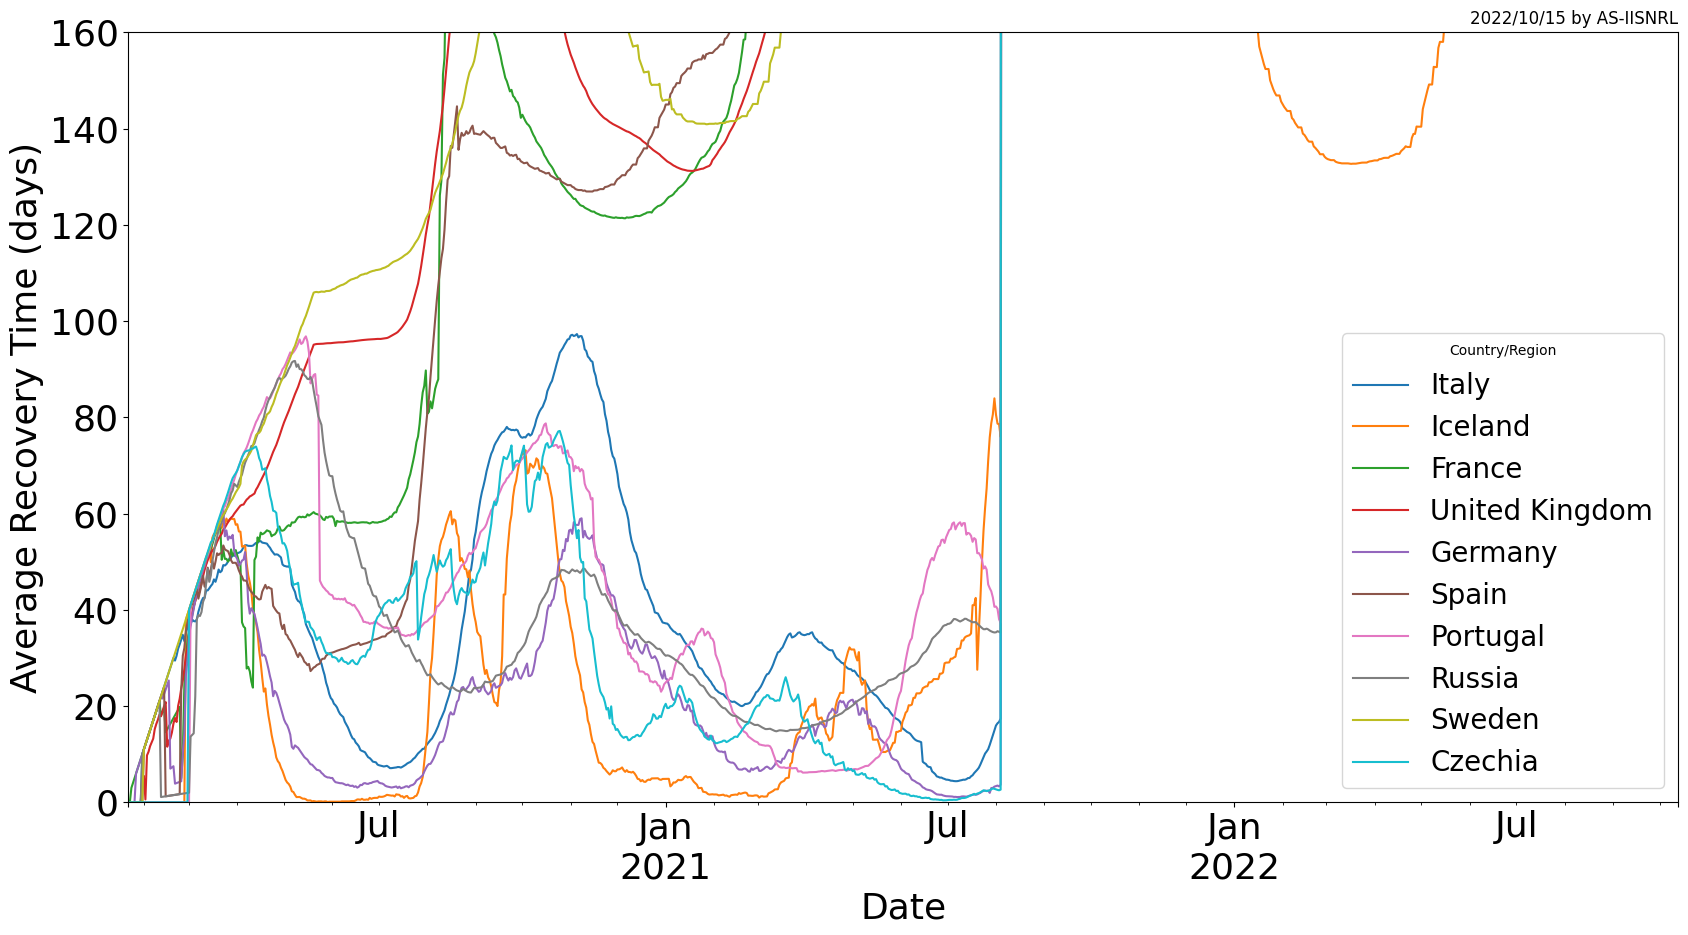 2022/10/15 by AS-IISNRL
Average Recovery Time (days)
160
140
120
100
80
60
40
20
0
Country/Region
Italy
Iceland
France
United Kingdom
Germany
Spain
Portugal
Russia
Sweden
Czechia
Jul Jan Jul Jan Jul
2021 2022
Date